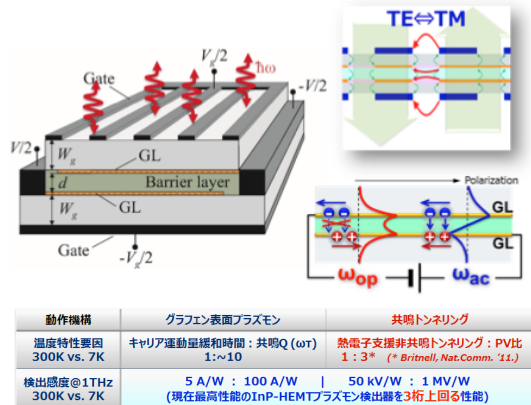 TE⇔TM
Gate
V_g/2
ħω
-V/2
V/2
W_g
GL
d
Barrier layer
W_g
GL
Gate
-V_g/2
Polarization
GL
GL
ω_op
ω_ac
動作機構 グラフェン表面プラズモン 共鳴トンネリング
温度特性要因 キャリア運動量緩和時間：共鳴Q (ωτ) 熱電子支援非共鳴トンネリング：PV比
300K vs. 7K 1:~10 1：3* (* Britnell, Nat.Comm. '11.)
検出感度@1THz 5 A/W ： 100 A/W | 50 kV/W ： 1 MV/W
300K vs. 7K (現在最高性能のInP-HEMTプラズモン検出器を3桁上回る性能)